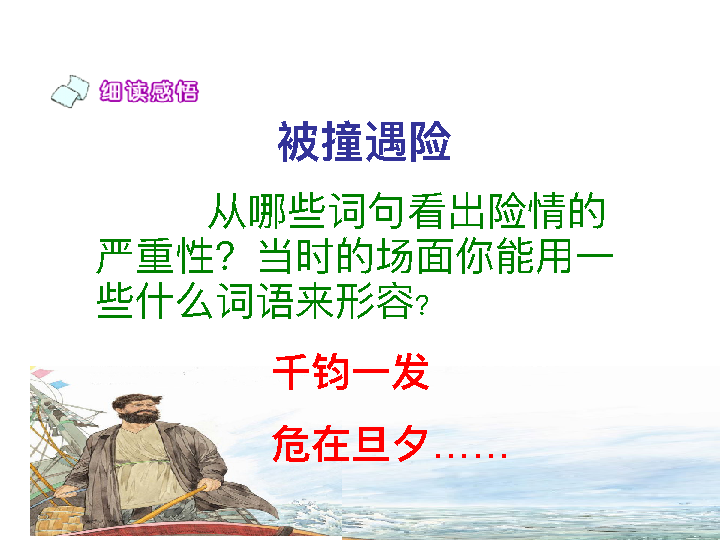 细读感悟
被撞遇险
从哪些词句看出险情的
严重性？当时的场面你能用一
些什么词语来形容?
千钧一发
危在旦夕……